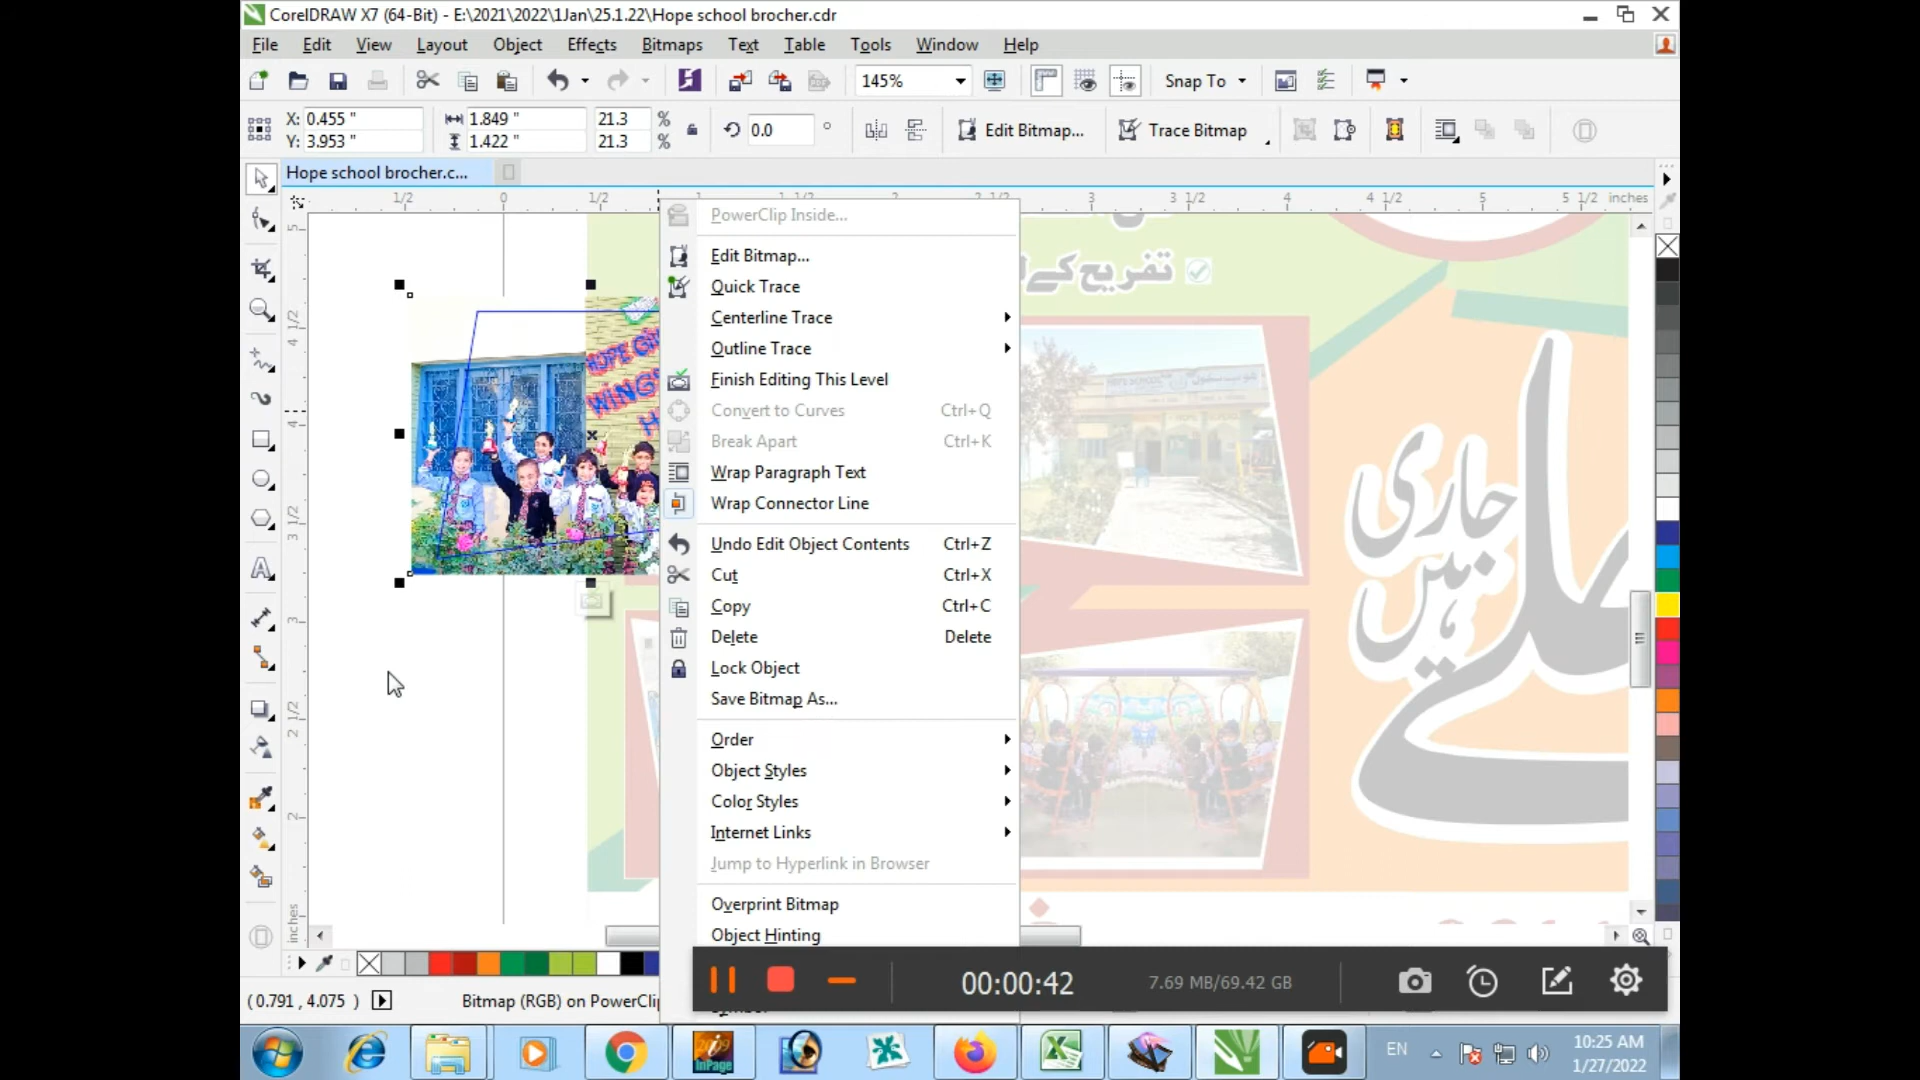 CorelDRAW X7 (64-Bit) - E:\2021\2022\1Jan\25.1.22\Hope school brocher.cdr
File Edit View Layout Object Effects Bitmaps Text Table Tools Window Help
145% Snap To
X: 0.455 " 1.849 " 21.3 %
Y: 3.953 " 1.422 " 21.3 %
0.0 ° Edit Bitmap... Trace Bitmap
Hope school brocher.c...
1/2 0 1/2 1 1 1/2 2 2 1/2 3 3 1/2 4 4 1/2 5 5 1/2 inches
PowerClip Inside...
Edit Bitmap...
Quick Trace
Centerline Trace
Outline Trace
Finish Editing This Level
Convert to Curves Ctrl+Q
Break Apart Ctrl+K
Wrap Paragraph Text
Wrap Connector Line
Undo Edit Object Contents Ctrl+Z
Cut Ctrl+X
Copy Ctrl+C
Delete Delete
Lock Object
Save Bitmap As...
Order
Object Styles
Color Styles
Internet Links
Jump to Hyperlink in Browser
Overprint Bitmap
Object Hinting
تفریح کے
HOPE
WINGS
جاری
ہیں
inches
00:00:42
7.69 MB/69.42 GB
(0.791, 4.075 )
Bitmap (RGB) on PowerCli
2019
InPage
EN
10:25 AM
1/27/2022